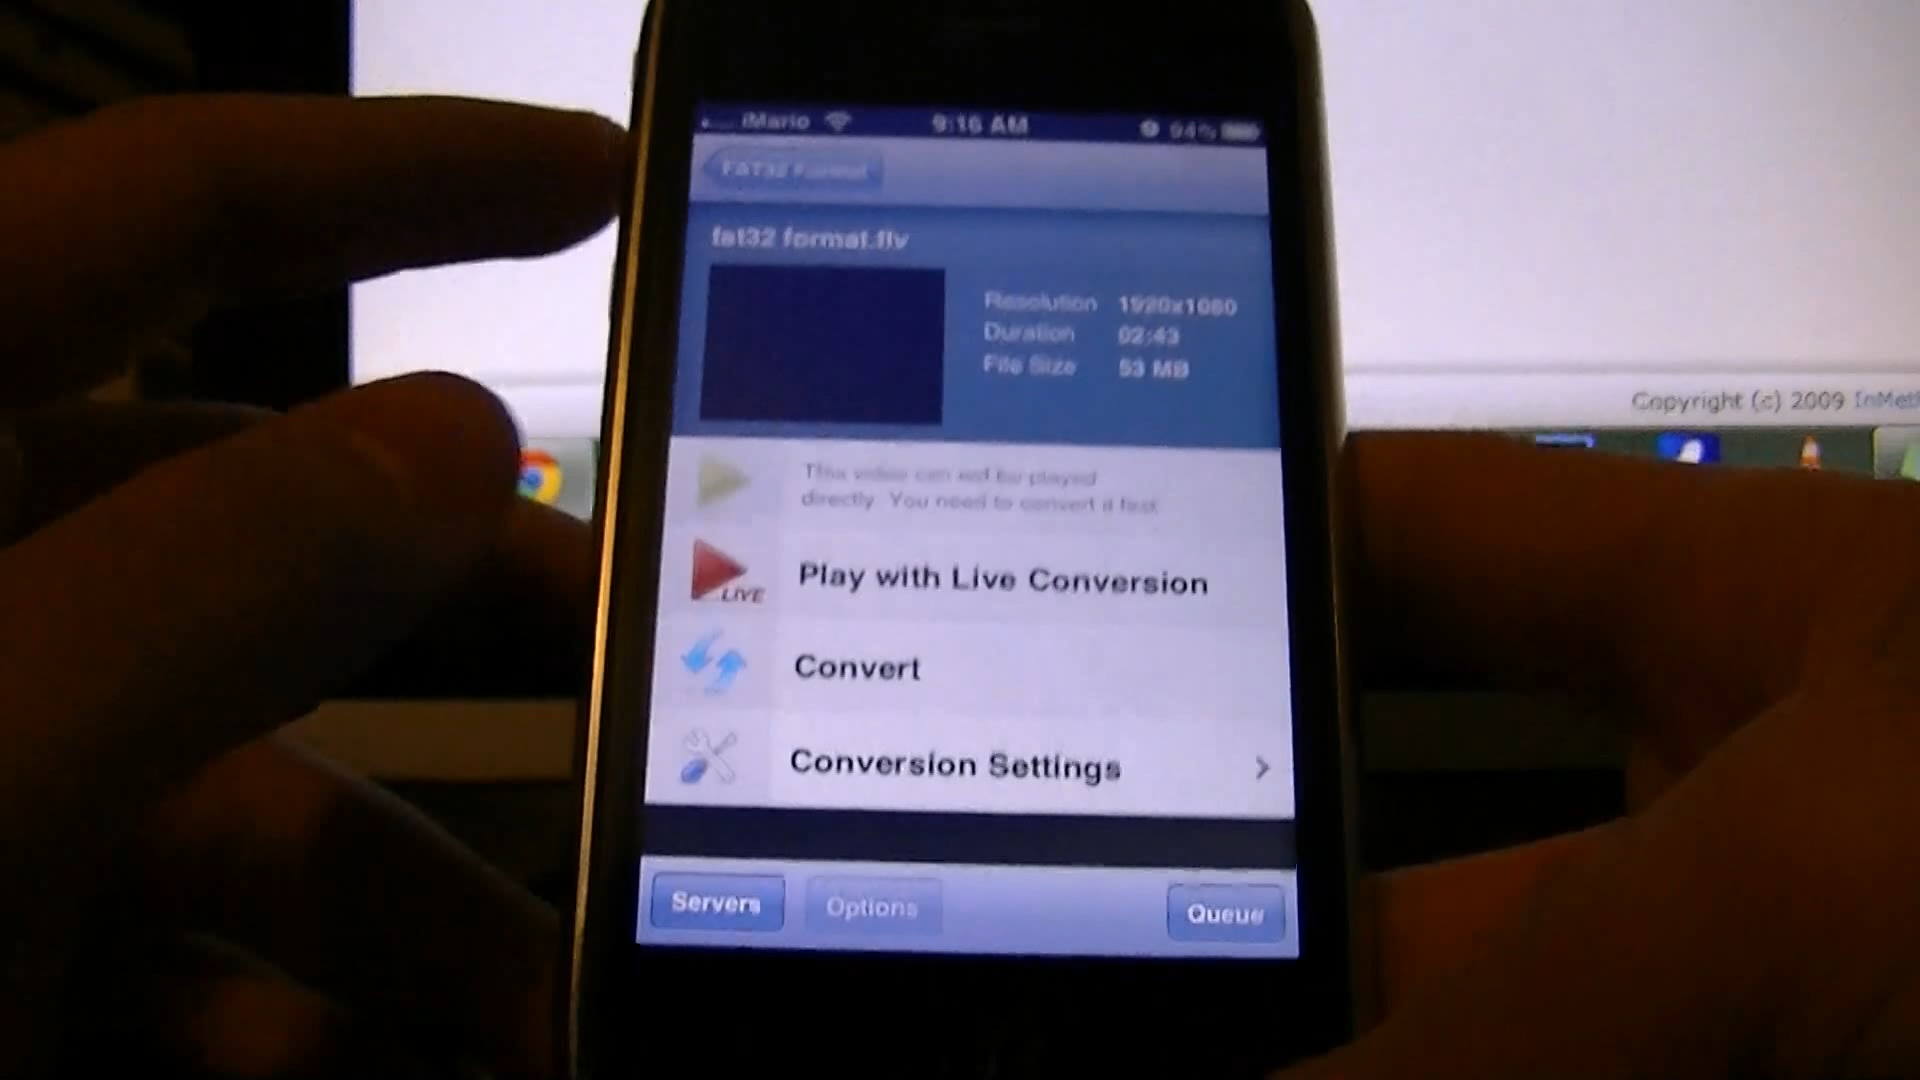 iMario 9:16 AM 94%
FAT32 Format
fat32 format.flv
Resolution 1920x1080
Duration 02:43
File Size 53 MB
This video can not be played
directly. You need to convert it first.
LIVE
Play with Live Conversion
Convert
Conversion Settings
Servers Options Queue
Copyright (c) 2009 InMeth